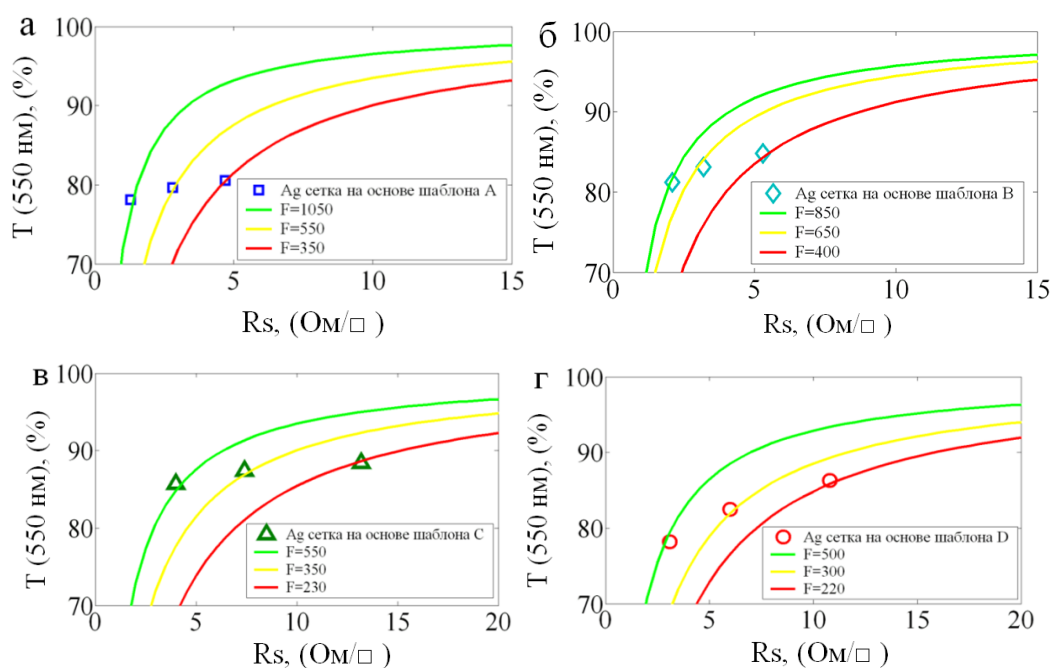 а
100
90
80
70
0
5
10
15
T (550 нм), (%)
Rs, (Ом/□ )
Ag сетка на основе шаблона A
F=1050
F=550
F=350
б
100
90
80
70
0
5
10
15
T (550 нм), (%)
Rs, (Ом/□ )
Ag сетка на основе шаблона B
F=850
F=650
F=400
в
100
90
80
70
0
5
10
15
20
T (550 нм), (%)
Rs, (Ом/□ )
Ag сетка на основе шаблона C
F=550
F=350
F=230
г
100
90
80
70
0
5
10
15
20
T (550 нм), (%)
Rs, (Ом/□ )
Ag сетка на основе шаблона D
F=500
F=300
F=220